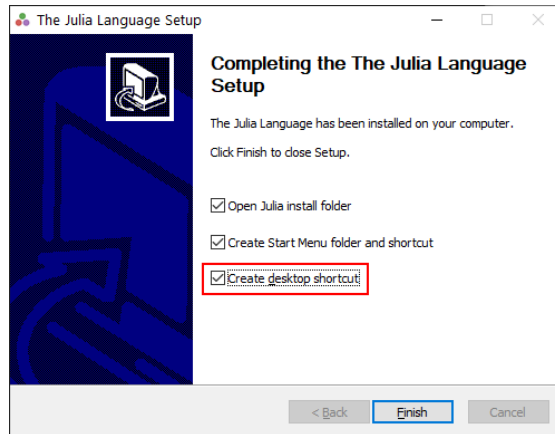 The Julia Language Setup
Completing the The Julia Language
Setup
The Julia Language has been installed on your computer.
Click Finish to close Setup.
Open Julia install folder
Create Start Menu folder and shortcut
Create desktop shortcut
< Back Finish Cancel